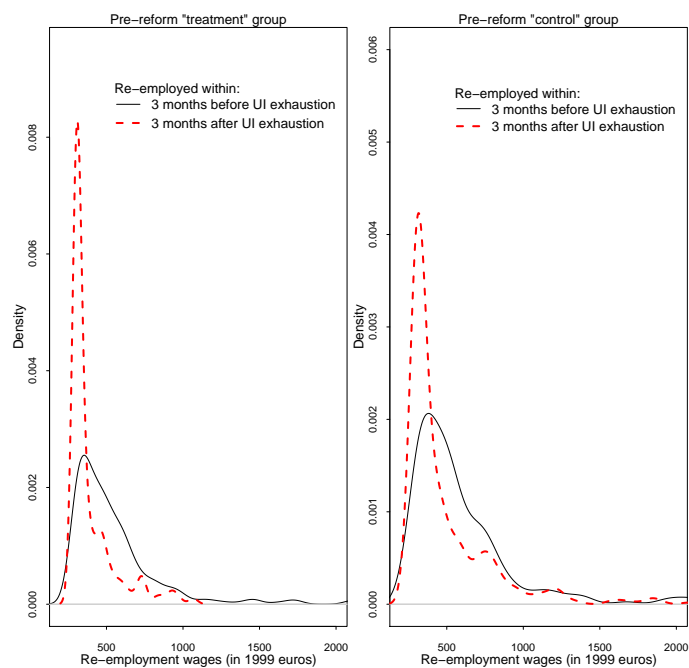 Pre−reform "treatment" group
Re−employed within:
3 months before UI exhaustion
3 months after UI exhaustion
Density
0.008
0.006
0.004
0.002
0.000
500
1000
1500
2000
Re−employment wages (in 1999 euros)
Pre−reform "control" group
Re−employed within:
3 months before UI exhaustion
3 months after UI exhaustion
Density
0.006
0.005
0.004
0.003
0.002
0.001
0.000
500
1000
1500
2000
Re−employment wages (in 1999 euros)